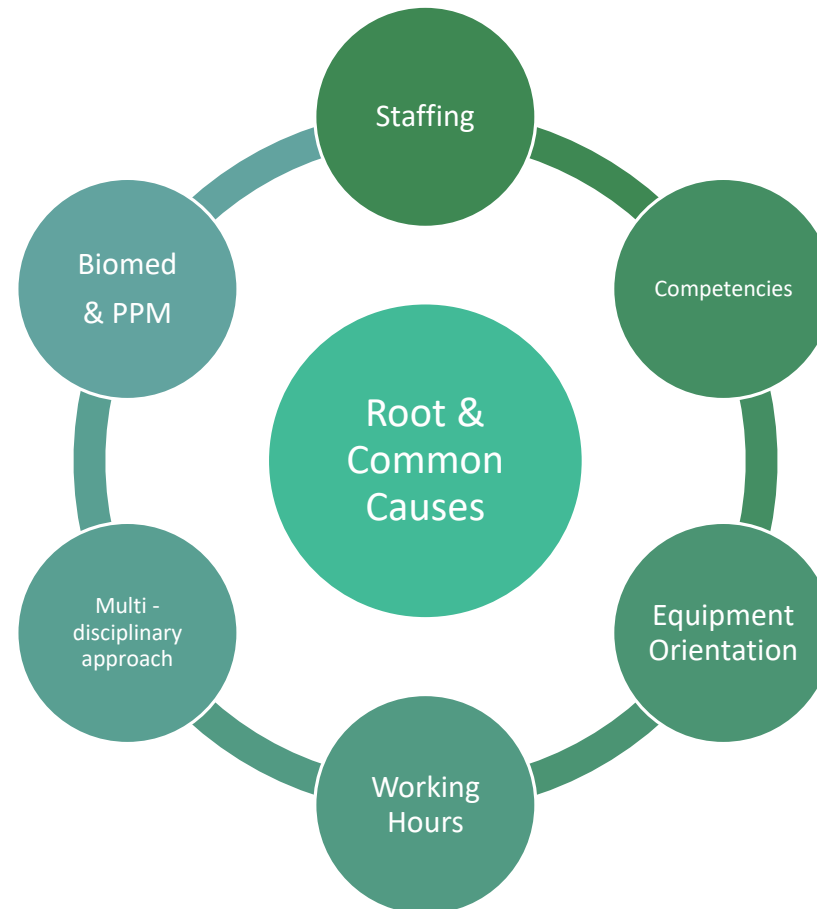 Staffing
Competencies
Equipment
Orientation
Working
Hours
Multi -
disciplinary
approach
Biomed
& PPM
Root &
Common
Causes